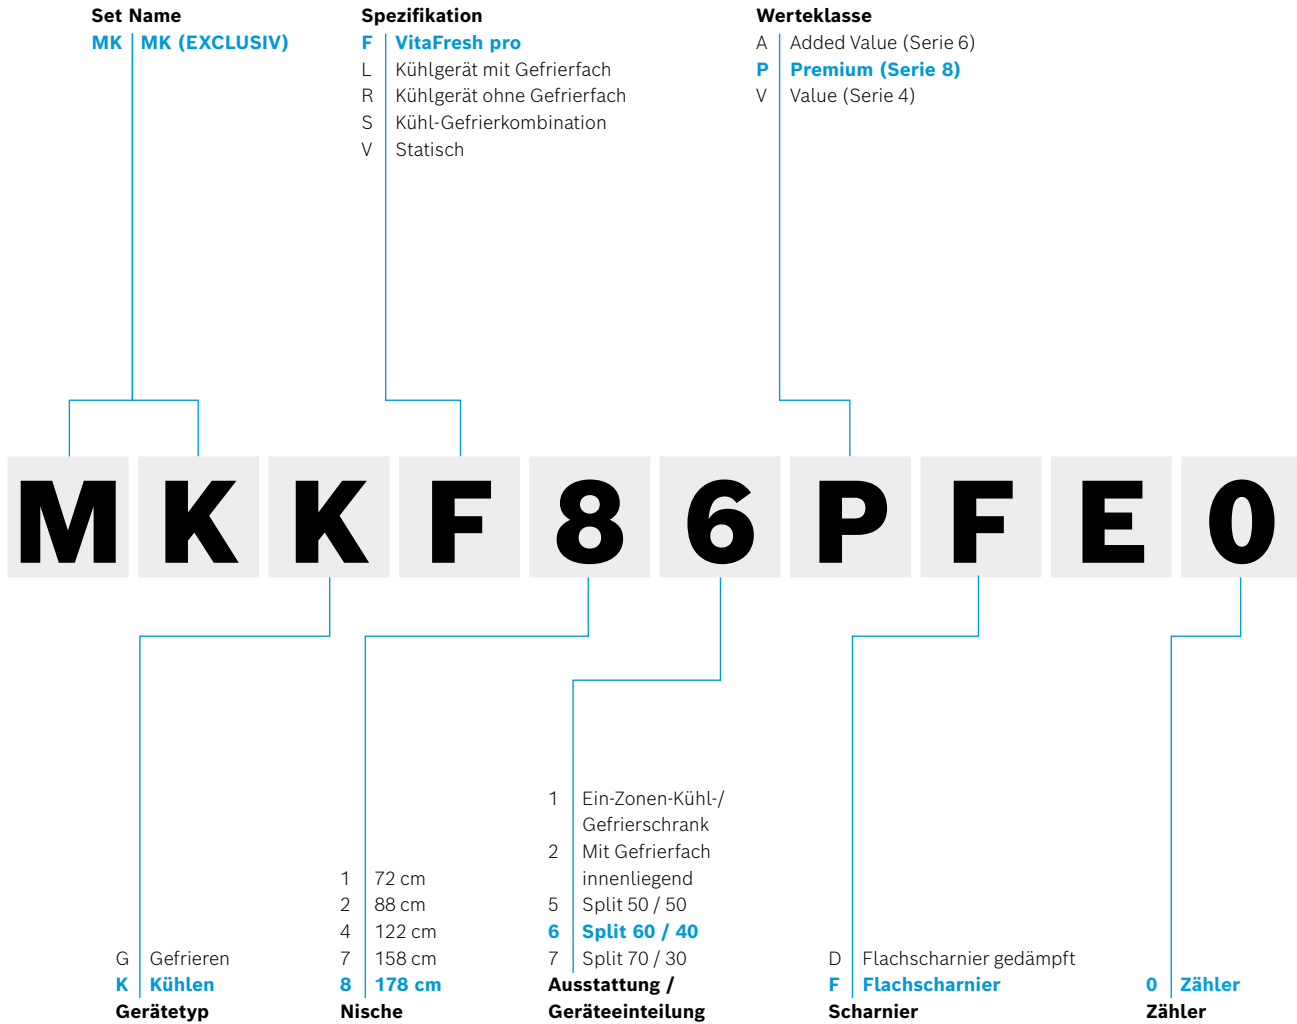 Set Name
MK MK (EXCLUSIV)
Spezifikation
F VitaFresh pro
L Kühlgerät mit Gefrierfach
R Kühlgerät ohne Gefrierfach
S Kühl-Gefrierkombination
V Statisch
Werteklasse
A Added Value (Serie 6)
P Premium (Serie 8)
V Value (Serie 4)
M K K F 8 6 P F E 0
G Gefrieren
K Kühlen
Gerätetyp
1 72 cm
2 88 cm
4 122 cm
7 158 cm
8 178 cm
Nische
1 Ein-Zonen-Kühl-/
Gefrierschrank
2 Mit Gefrierfach
innenliegend
5 Split 50 / 50
6 Split 60 / 40
7 Split 70 / 30
Ausstattung /
Geräteeinteilung
D Flachscharnier gedämpft
F Flachscharnier
Scharnier
0 Zähler
Zähler